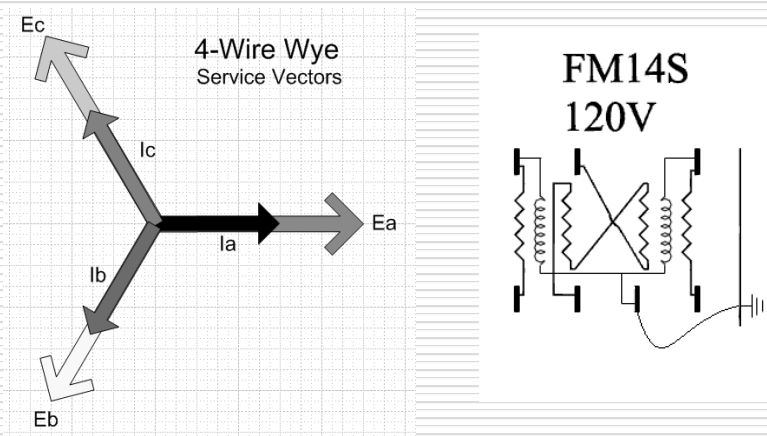 Ec
4-Wire Wye
Service Vectors
Ic
Ia
Ea
Ib
Eb
FM14S
120V